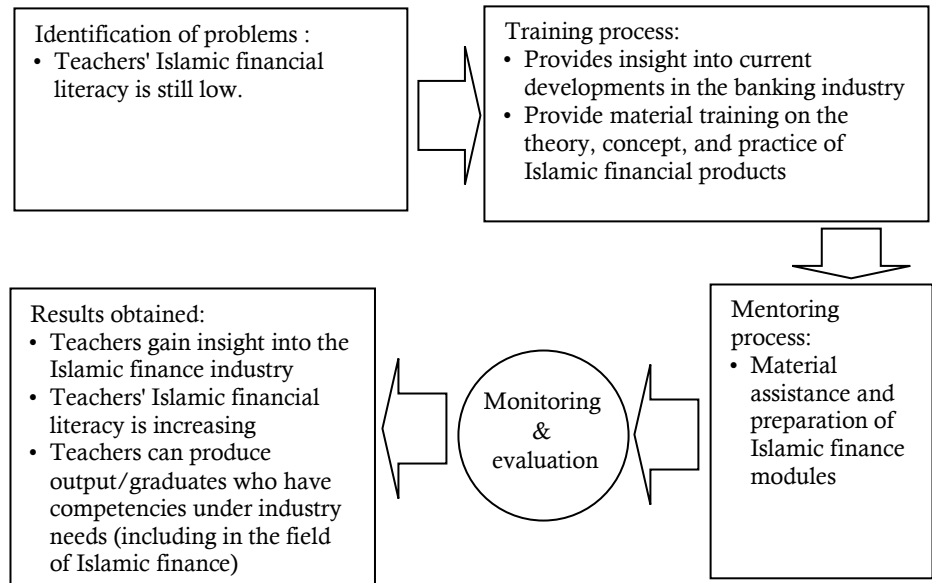 Identification of problems :
• Teachers' Islamic financial
literacy is still low.
Training process:
• Provides insight into current
developments in the banking industry
• Provide material training on the
theory, concept, and practice of
Islamic financial products
Mentoring
process:
• Material
assistance and
preparation of
Islamic finance
modules
Monitoring
&
evaluation
Results obtained:
• Teachers gain insight into the
Islamic finance industry
• Teachers' Islamic financial
literacy is increasing
• Teachers can produce
output/graduates who have
competencies under industry
needs (including in the field
of Islamic finance)